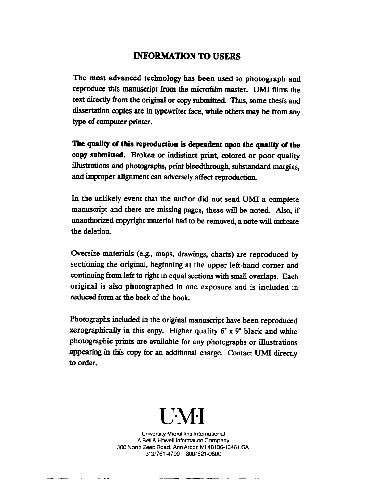 INFORMATION TO USERS
The most advanced technology has been used to photograph and
reproduce this manuscript from the microfilm master. UMI films the
text directly from the original or copy submitted. Thus, some thesis and
dissertation copies are in typewriter face, while others may be from any
type of computer printer.
The quality of this reproduction is dependent upon the quality of the
copy submitted. Broken or indistinct print, colored or poor quality
illustrations and photographs, print bleedthrough, substandard margins,
and improper alignment can adversely affect reproduction.
In the unlikely event that the author did not send UMI a complete
manuscript and there are missing pages, these will be noted. Also, if
unauthorized copyright material had to be removed, a note will indicate
the deletion.
Oversize materials (e.g., maps, drawings, charts) are reproduced by
sectioning the original, beginning at the upper left-hand corner and
continuing from left to right in equal sections with small overlaps. Each
original is also photographed in one exposure and is included in
reduced form at the back of the book.
Photographs included in the original manuscript have been reproduced
xerographically in this copy. Higher quality 6" x 9" black and white
photographic prints are available for any photographs or illustrations
appearing in this copy for an additional charge. Contact UMI directly
to order.
UMI
University Microfilms International
A Bell & Howell Information Company
300 North Zeeb Road, Ann Arbor, MI 48106-1346 USA
313/761-4700 800/521-0600